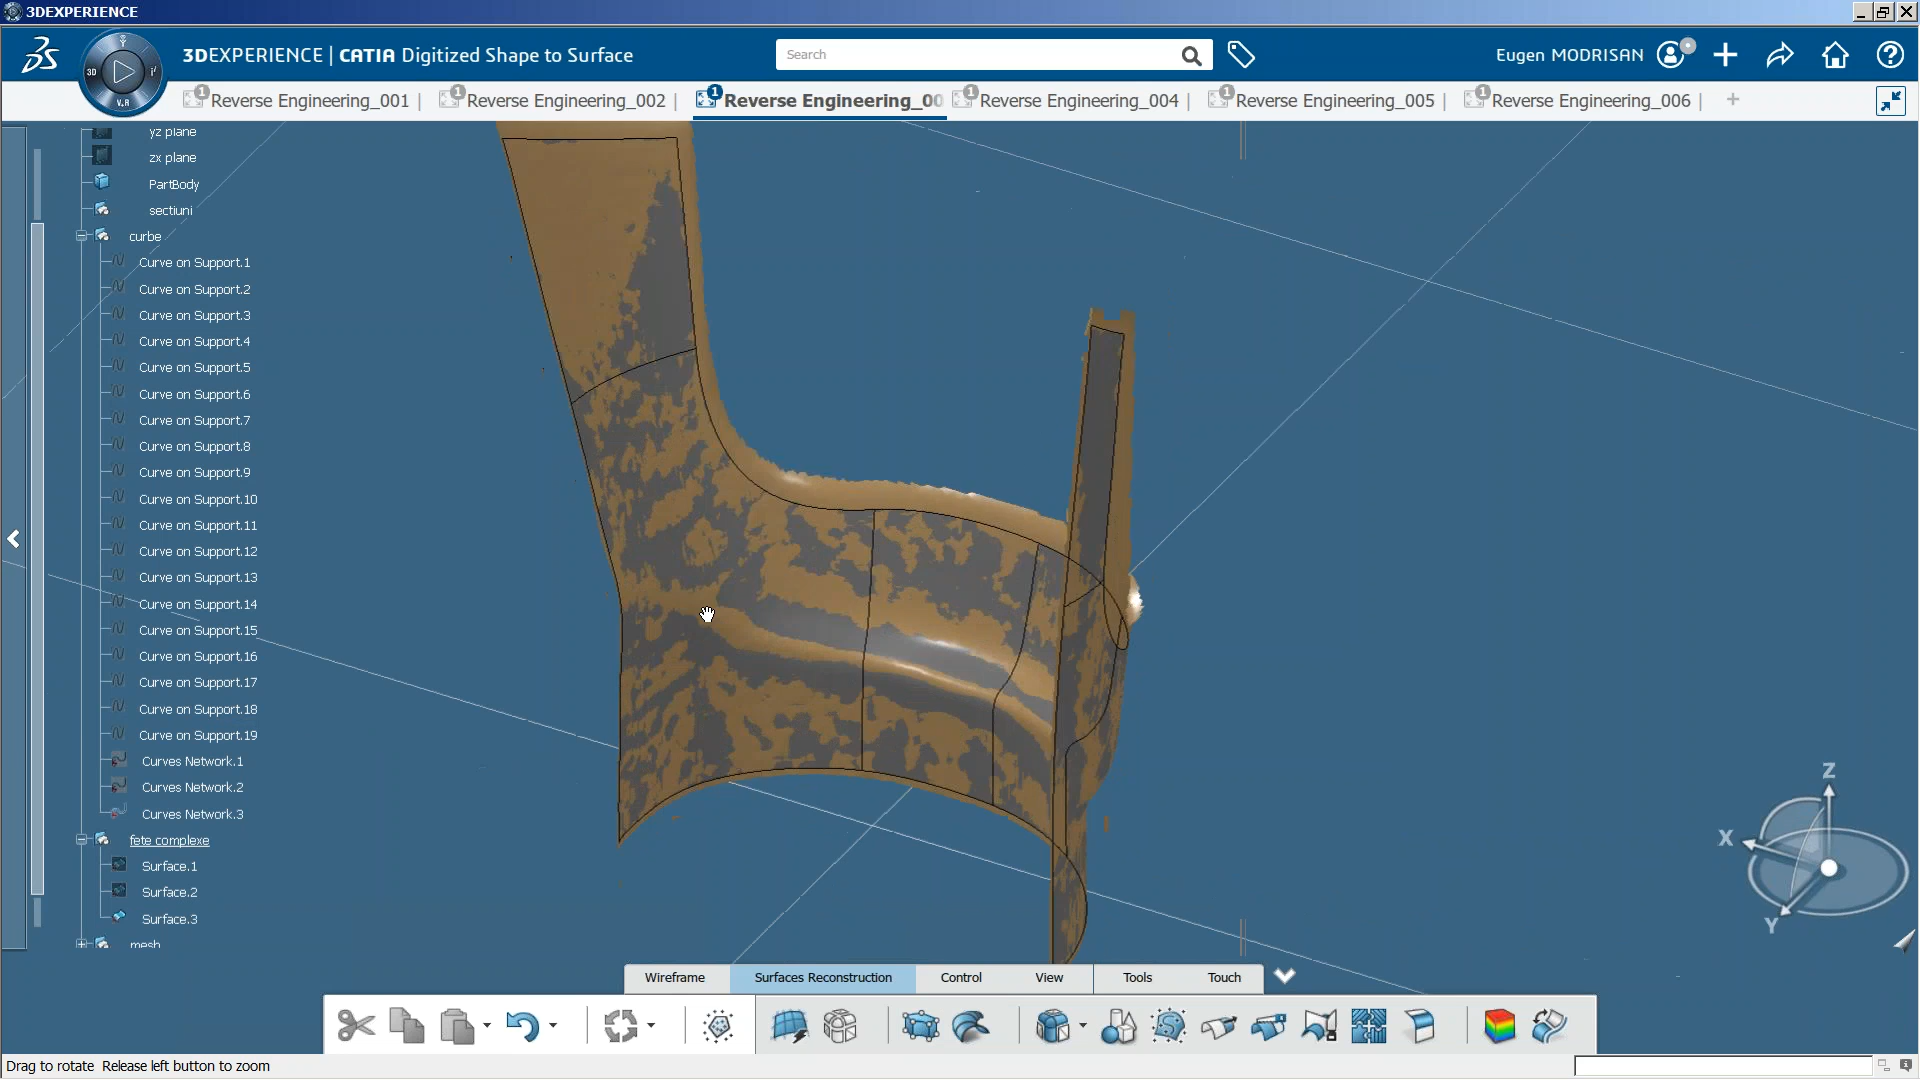 3DEXPERIENCE
3DEXPERIENCE | CATIA Digitized Shape to Surface
Search
Eugen MODRISAN
3D
V.R
1 Reverse Engineering_001
1 Reverse Engineering_002
1 Reverse Engineering_00
1 Reverse Engineering_004
1 Reverse Engineering_005
1 Reverse Engineering_006
yz plane
zx plane
PartBody
sectiuni
curbe
Curve on Support.1
Curve on Support.2
Curve on Support.3
Curve on Support.4
Curve on Support.5
Curve on Support.6
Curve on Support.7
Curve on Support.8
Curve on Support.9
Curve on Support.10
Curve on Support.11
Curve on Support.12
Curve on Support.13
Curve on Support.14
Curve on Support.15
Curve on Support.16
Curve on Support.17
Curve on Support.18
Curve on Support.19
Curves Network.1
Curves Network.2
Curves Network.3
fete complexe
Surface.1
Surface.2
Surface.3
mesh
Z
X
Y
Wireframe
Surfaces Reconstruction
Control
View
Tools
Touch
Drag to rotate Release left button to zoom